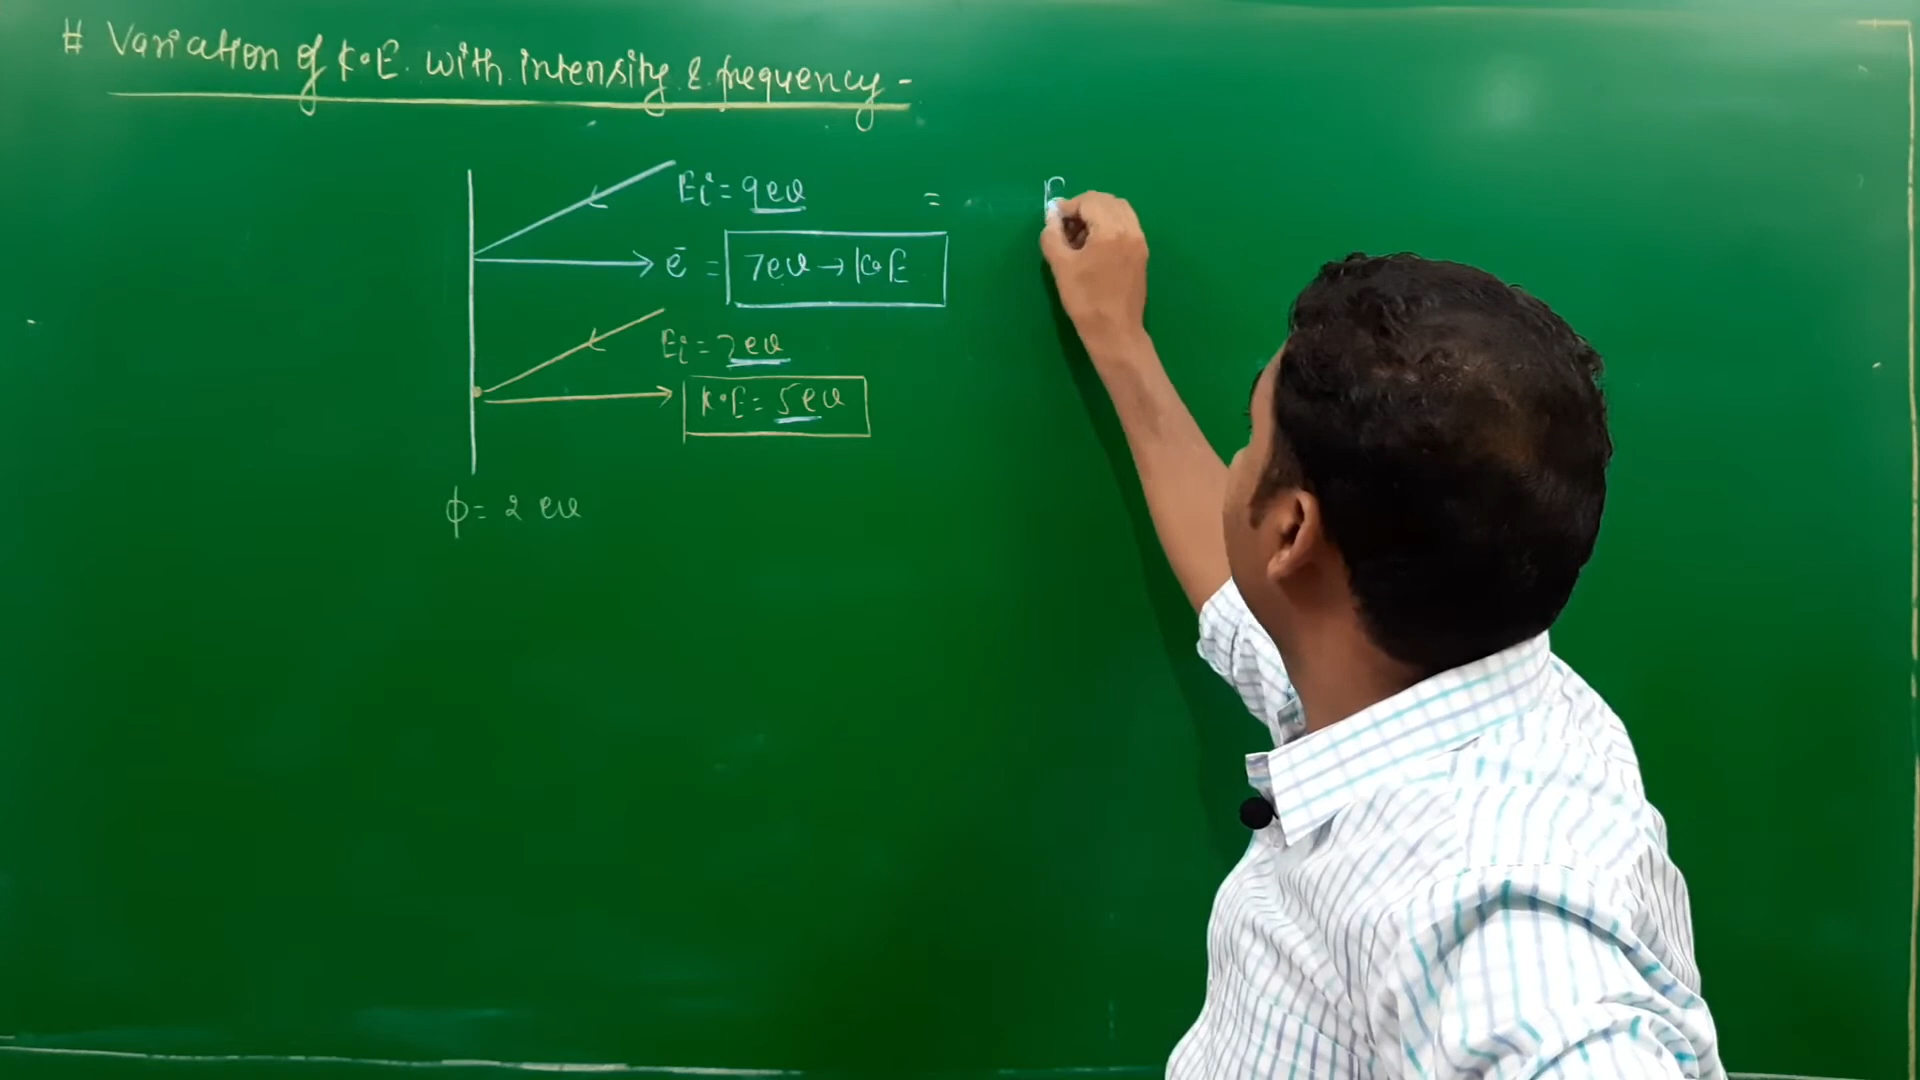 # Variation of K.E. with intensity & frequency -
Ei = 9ev =
ē = 7ev → K.E
Ei = 7ev
K.E = 5ev
ϕ = 2 ev